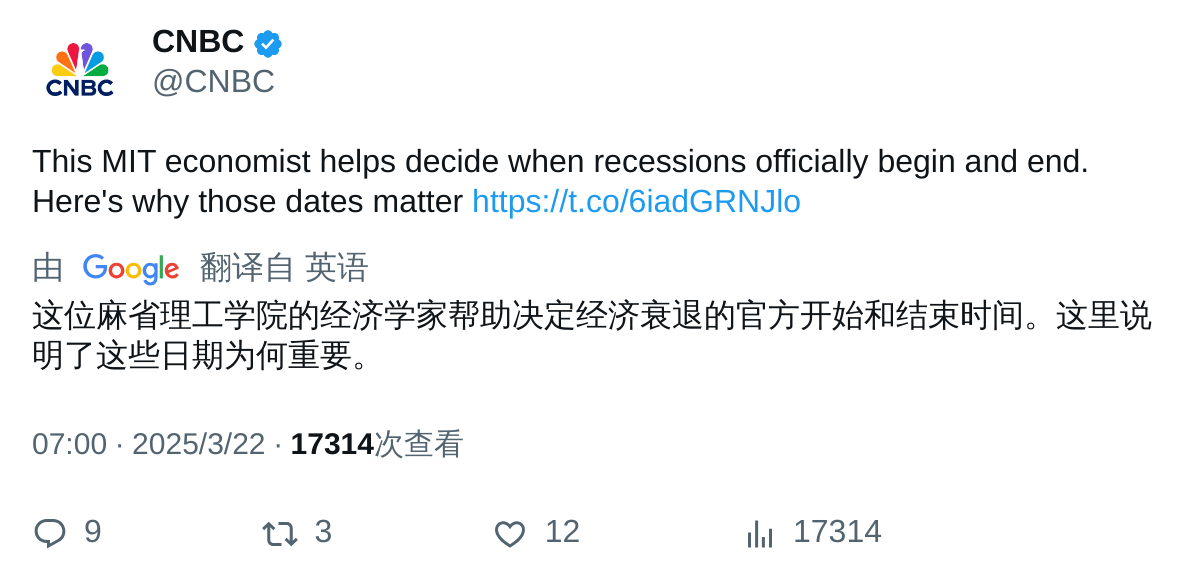 CNBC
CNBC
@CNBC
This MIT economist helps decide when recessions officially begin and end.
Here's why those dates matter https://t.co/6iadGRNJlo
由 Google 翻译自 英语
这位麻省理工学院的经济学家帮助决定经济衰退的官方开始和结束时间。这里说
明了这些日期为何重要。
07:00 · 2025/3/22 · 17314次查看
9 3 12 17314